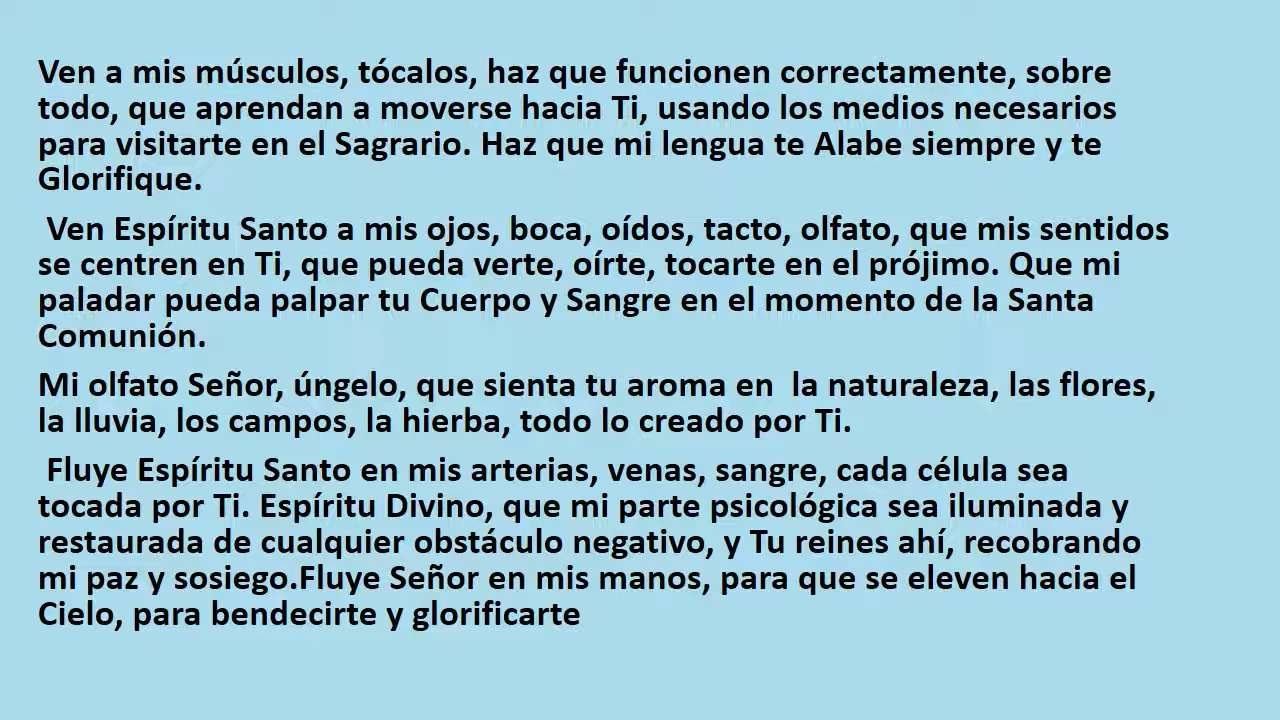 Ven a mis músculos, tócalos, haz que funcionen correctamente, sobre
todo, que aprendan a moverse hacia Ti, usando los medios necesarios
para visitarte en el Sagrario. Haz que mi lengua te Alabe siempre y te
Glorifique.
Ven Espíritu Santo a mis ojos, boca, oídos, tacto, olfato, que mis sentidos
se centren en Ti, que pueda verte, oírte, tocarte en el prójimo. Que mi
paladar pueda palpar tu Cuerpo y Sangre en el momento de la Santa
Comunión.
Mi olfato Señor, úngelo, que sienta tu aroma en  la naturaleza, las flores,
la lluvia, los campos, la hierba, todo lo creado por Ti.
Fluye Espíritu Santo en mis arterias, venas, sangre, cada célula sea
tocada por Ti. Espíritu Divino, que mi parte psicológica sea iluminada y
restaurada de cualquier obstáculo negativo, y Tu reines ahí, recobrando
mi paz y sosiego.Fluye Señor en mis manos, para que se eleven hacia el
Cielo, para bendecirte y glorificarte